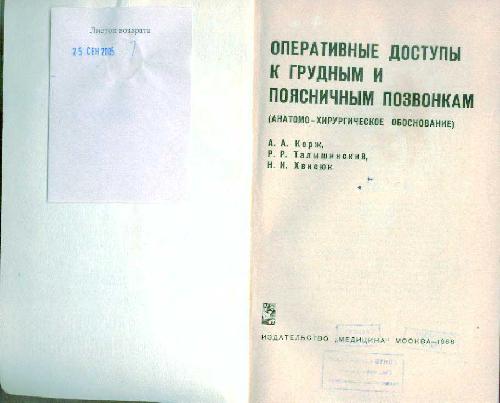 Листок возврата
25 СЕН 2005
ОПЕРАТИВНЫЕ ДОСТУПЫ
К ГРУДНЫМ И
ПОЯСНИЧНЫМ ПОЗВОНКАМ
(АНАТОМО-ХИРУРГИЧЕСКОЕ ОБОСНОВАНИЕ)
А. А. Корж,
Р. Р. Талышинский,
Н. И. Хвисюк
ИЗДАТЕЛЬСТВО „МЕДИЦИНА" МОСКВА—1968